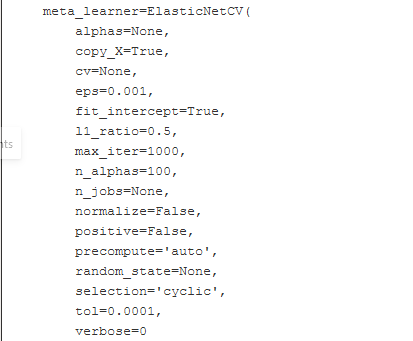 meta_learner=ElasticNetCV(
alphas=None,
copy_X=True,
cv=None,
eps=0.001,
fit_intercept=True,
l1_ratio=0.5,
max_iter=1000,
n_alphas=100,
n_jobs=None,
normalize=False,
positive=False,
precompute='auto',
random_state=None,
selection='cyclic',
tol=0.0001,
verbose=0